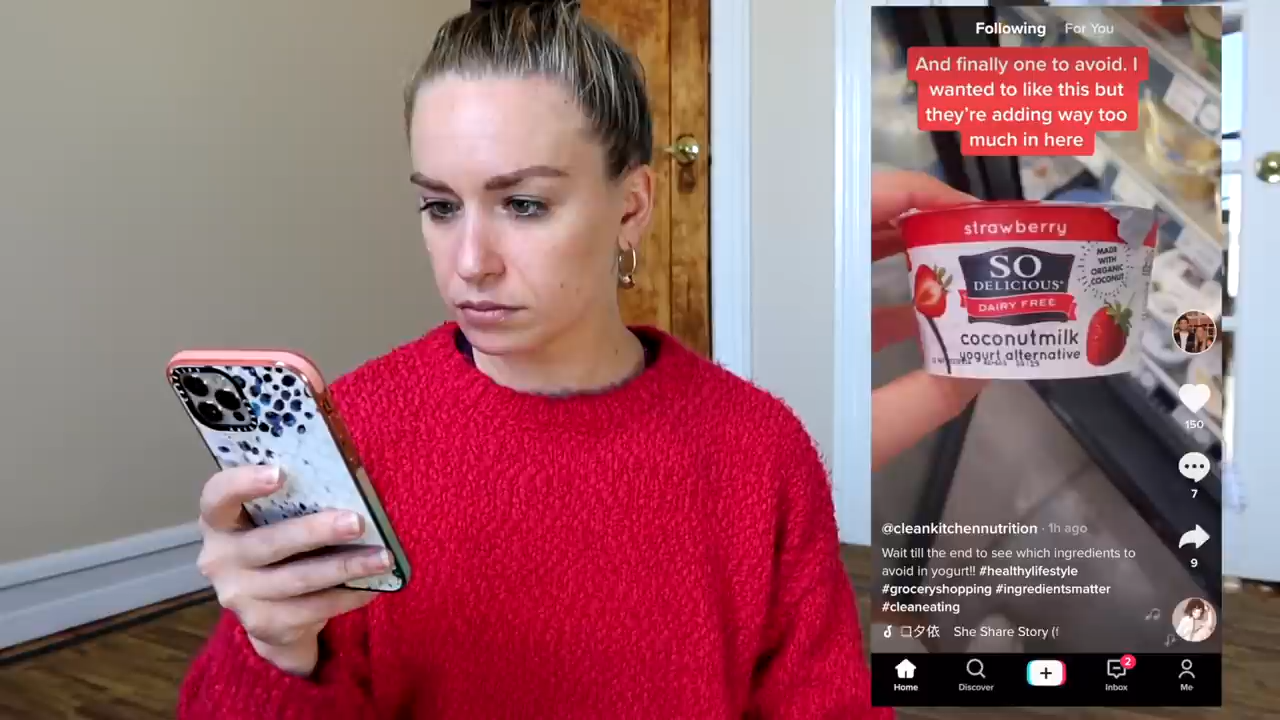 Following For You
And finally one to avoid. I
wanted to like this but
they're adding way too
much in here
strawberry
SO
DELICIOUS
DAIRY FREE
MADE
WITH
ORGANIC
COCONUT
coconutmilk
yogurt alternative
150
7
9
@cleankitchennutrition · 1h ago
Wait till the end to see which ingredients to
avoid in yogurt!! #healthylifestyle
#groceryshopping #ingredientsmatter
#cleaneating
コタ依 She Share Story (f
2
Home Discover Inbox Me